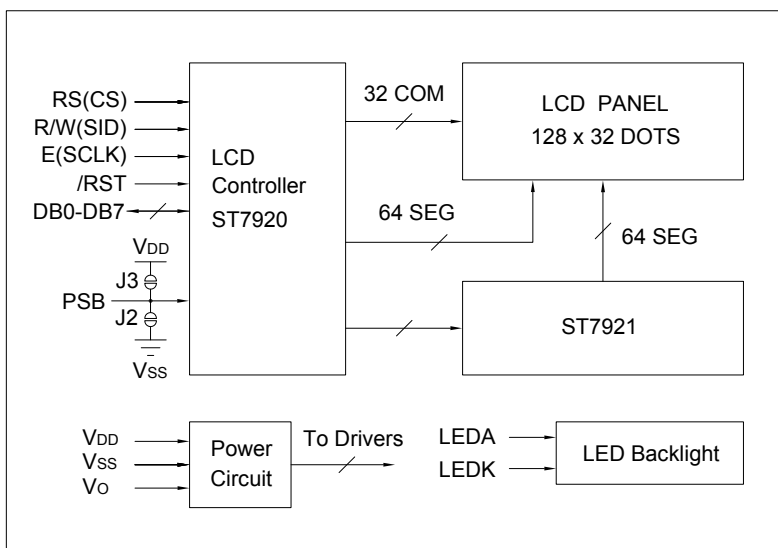 RS(CS)
R/W(SID)
E(SCLK)
/RST
DB0-DB7
VDD
J3
PSB
J2
VSS
LCD
Controller
ST7920
32 COM
64 SEG
LCD PANEL
128 x 32 DOTS
64 SEG
ST7921
VDD
VSS
VO
Power
Circuit
To Drivers
LEDA
LEDK
LED Backlight